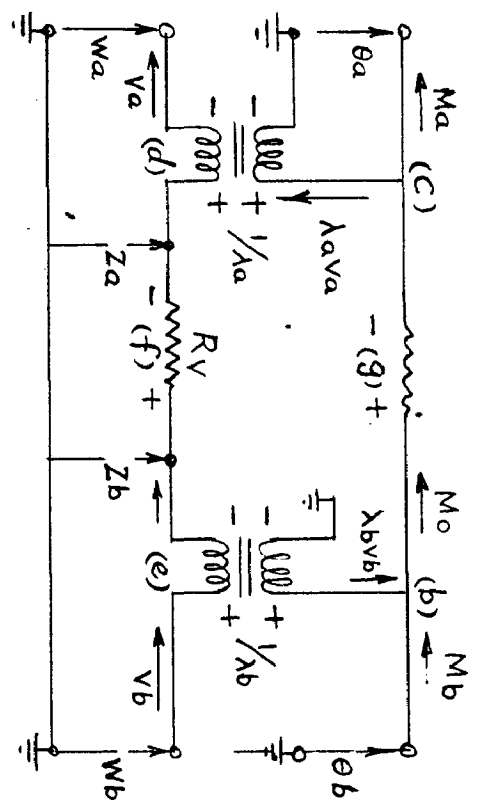 Ma Mo Mb
(C) (b)
θa − (g) + λbvb θb
λava
− + − +
1/λa 1/λb
− + Rv − +
Va (d) − (f) + (e) Vb
Wa Za Zb Wb